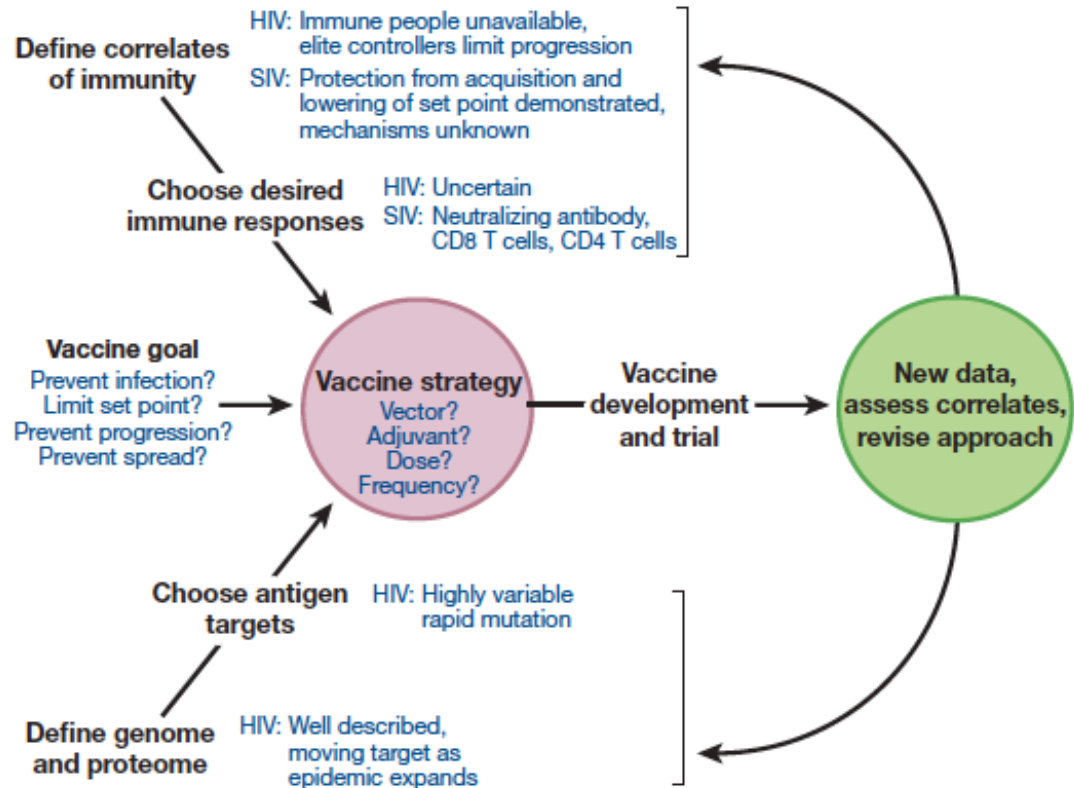 Define correlates
of immunity
HIV: Immune people unavailable,
elite controllers limit progression
SIV: Protection from acquisition and
lowering of set point demonstrated,
mechanisms unknown
Choose desired
immune responses
HIV: Uncertain
SIV: Neutralizing antibody,
CD8 T cells, CD4 T cells
Vaccine goal
Prevent infection?
Limit set point?
Prevent progression?
Prevent spread?
Vaccine strategy
Vector?
Adjuvant?
Dose?
Frequency?
Vaccine
development
and trial
New data,
assess correlates,
revise approach
Choose antigen
targets
HIV: Highly variable
rapid mutation
Define genome
and proteome
HIV: Well described,
moving target as
epidemic expands